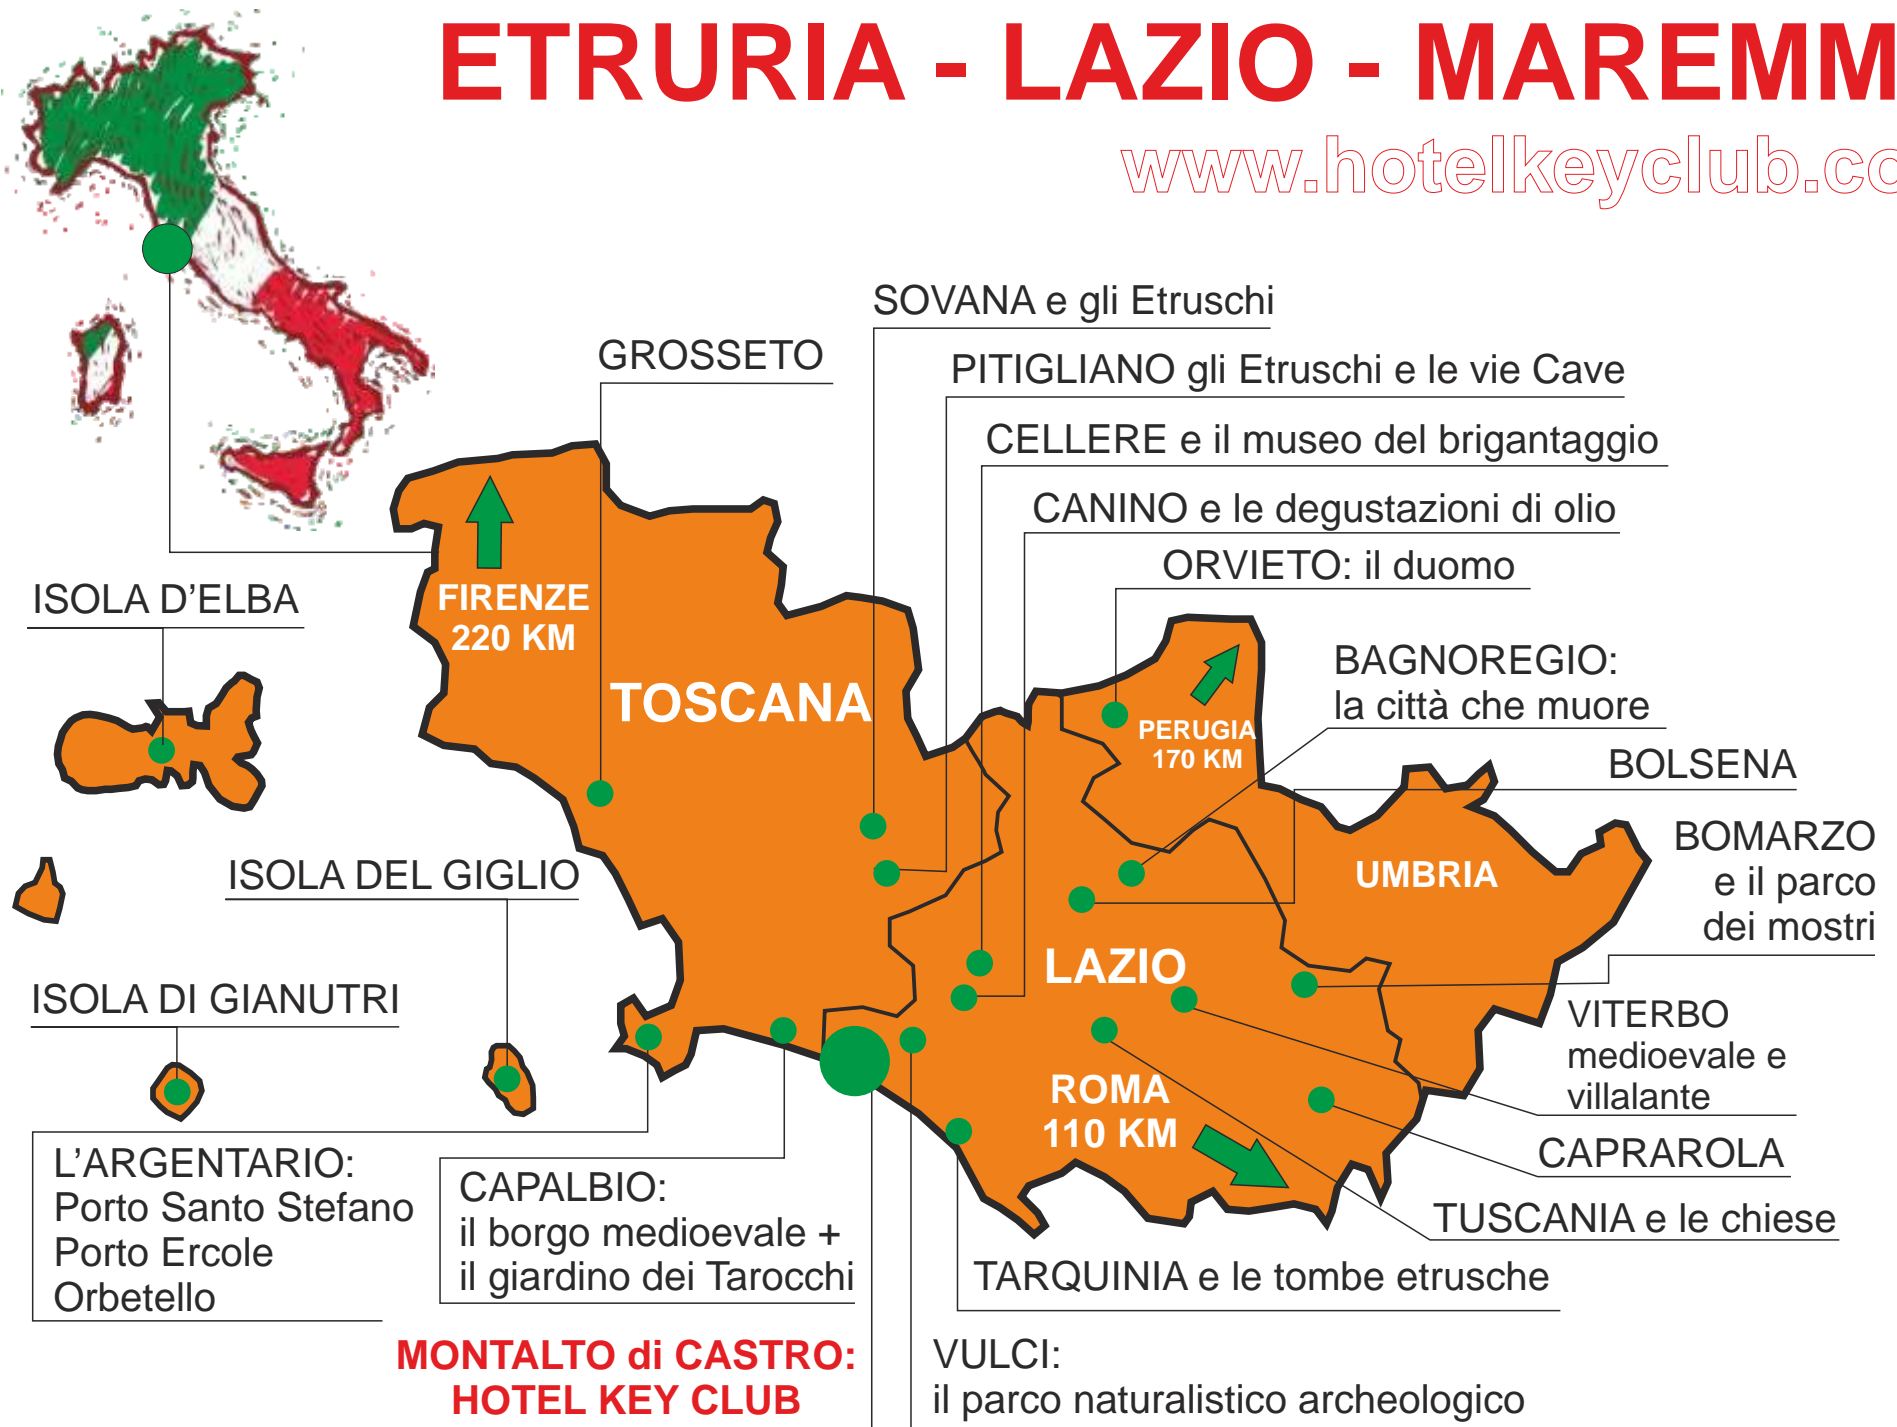 ETRURIA - LAZIO - MAREMM
www.hotelkeyclub.co
SOVANA e gli Etruschi
GROSSETO
PITIGLIANO gli Etruschi e le vie Cave
CELLERE e il museo del brigantaggio
CANINO e le degustazioni di olio
ORVIETO: il duomo
ISOLA D'ELBA
FIRENZE
220 KM
TOSCANA
BAGNOREGIO:
la città che muore
PERUGIA
170 KM
BOLSENA
BOMARZO
e il parco
dei mostri
ISOLA DEL GIGLIO
UMBRIA
LAZIO
ISOLA DI GIANUTRI
VITERBO
medioevale e
villalante
ROMA
110 KM
CAPRAROLA
L'ARGENTARIO:
Porto Santo Stefano
Porto Ercole
Orbetello
CAPALBIO:
il borgo medioevale +
il giardino dei Tarocchi
TUSCANIA e le chiese
TARQUINIA e le tombe etrusche
MONTALTO di CASTRO:
HOTEL KEY CLUB
VULCI:
il parco naturalistico archeologico